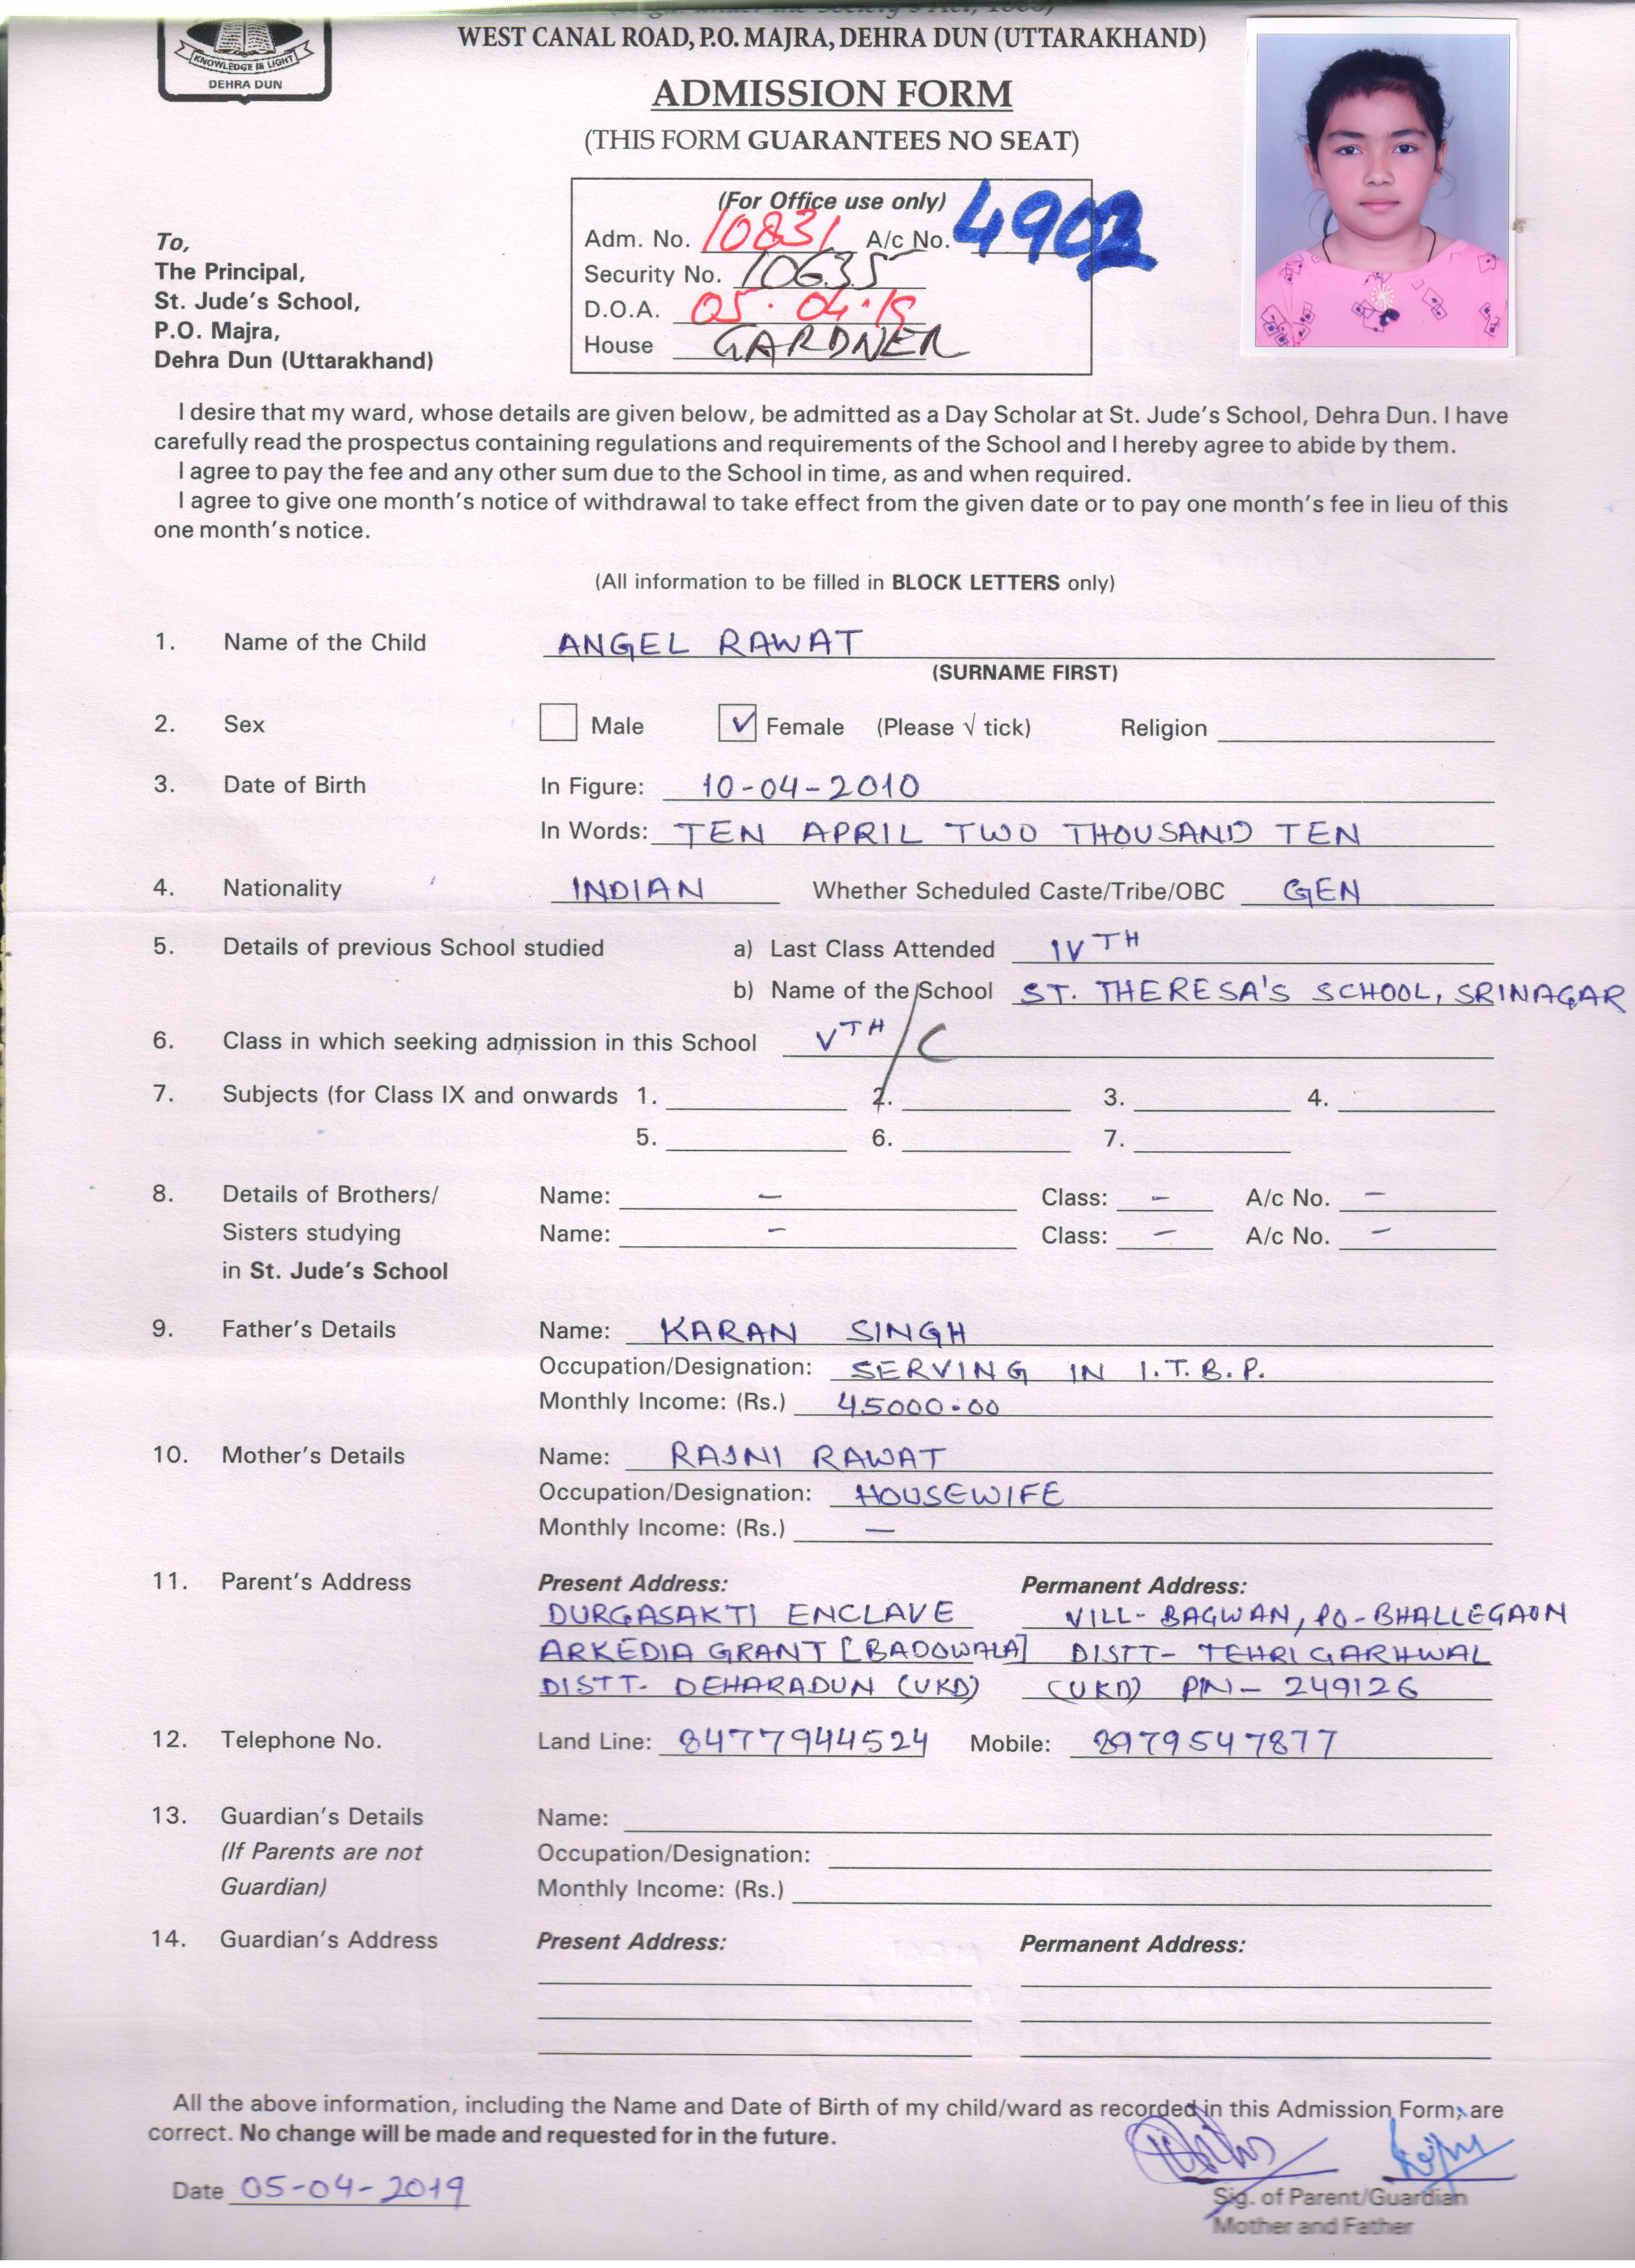 KNOWLEDGE IS LIGHT
DEHRA DUN
WEST CANAL ROAD, P.O. MAJRA, DEHRA DUN (UTTARAKHAND)
ADMISSION FORM
(THIS FORM GUARANTEES NO SEAT)
(For Office use only)
Adm. No. 10831 A/c No. 4902
Security No. 10635
D.O.A. 05.04.19
House GARDNER
To,
The Principal,
St. Jude's School,
P.O. Majra,
Dehra Dun (Uttarakhand)
I desire that my ward, whose details are given below, be admitted as a Day Scholar at St. Jude's School, Dehra Dun. I have
carefully read the prospectus containing regulations and requirements of the School and I hereby agree to abide by them.
I agree to pay the fee and any other sum due to the School in time, as and when required.
I agree to give one month's notice of withdrawal to take effect from the given date or to pay one month's fee in lieu of this
one month's notice.
(All information to be filled in BLOCK LETTERS only)
1. Name of the Child ANGEL RAWAT
(SURNAME FIRST)
2. Sex Male ✓ Female (Please √ tick) Religion
3. Date of Birth In Figure: 10-04-2010
In Words: TEN APRIL TWO THOUSAND TEN
4. Nationality INDIAN Whether Scheduled Caste/Tribe/OBC GEN
5. Details of previous School studied a) Last Class Attended IVTH
b) Name of the School ST. THERESA'S SCHOOL, SRINAGAR
6. Class in which seeking admission in this School VTH / C
7. Subjects (for Class IX and onwards 1. 2. 3. 4.
5. 6. 7.
8. Details of Brothers/ Name: – Class: – A/c No. –
Sisters studying Name: – Class: – A/c No. –
in St. Jude's School
9. Father's Details Name: KARAN SINGH
Occupation/Designation: SERVING IN I.T.B.P.
Monthly Income: (Rs.) 45000.00
10. Mother's Details Name: RAJNI RAWAT
Occupation/Designation: HOUSEWIFE
Monthly Income: (Rs.) –
11. Parent's Address Present Address: Permanent Address:
DURGASAKTI ENCLAVE VILL- BAGWAN, PO- BHALLEGAON
ARKEDIA GRANT [BADOWALA] DISTT- TEHRI GARHWAL
DISTT- DEHARADUN (UKD) (UKD) PIN- 249126
12. Telephone No. Land Line: 8477944524 Mobile: 8979547877
13. Guardian's Details Name:
(If Parents are not Occupation/Designation:
Guardian) Monthly Income: (Rs.)
14. Guardian's Address Present Address: Permanent Address:
All the above information, including the Name and Date of Birth of my child/ward as recorded in this Admission Form, are
correct. No change will be made and requested for in the future.
Date 05-04-2019
Sig. of Parent/Guardian
Mother and Father